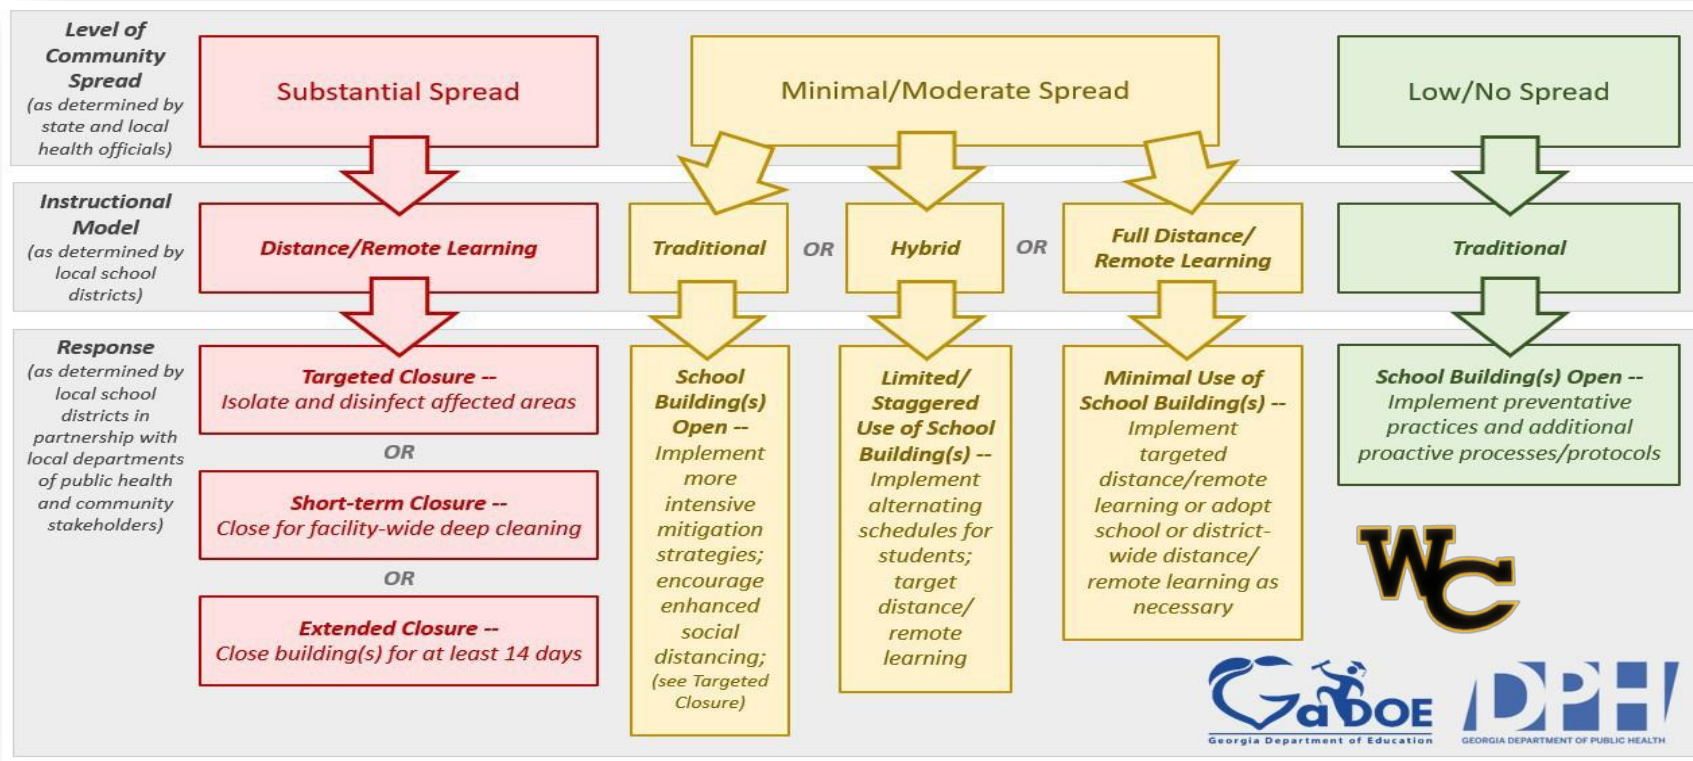 Level of
Community
Spread
(as determined by
state and local
health officials)
Substantial Spread
Minimal/Moderate Spread
Low/No Spread
Instructional
Model
(as determined by
local school
districts)
Distance/Remote Learning
Traditional
OR
Hybrid
OR
Full Distance/
Remote Learning
Traditional
Response
(as determined by
local school
districts in
partnership with
local departments
of public health
and community
stakeholders)
Targeted Closure --
Isolate and disinfect affected areas
OR
Short-term Closure --
Close for facility-wide deep cleaning
OR
Extended Closure --
Close building(s) for at least 14 days
School
Building(s)
Open --
Implement
more
intensive
mitigation
strategies;
encourage
enhanced
social
distancing;
(see Targeted
Closure)
Limited/
Staggered
Use of School
Building(s) --
Implement
alternating
schedules for
students;
target
distance/
remote
learning
Minimal Use of
School Building(s) --
Implement
targeted
distance/remote
learning or adopt
school or district-
wide distance/
remote learning as
necessary
School Building(s) Open --
Implement preventative
practices and additional
proactive processes/protocols
WC
GaDOE
Georgia Department of Education
DPH
GEORGIA DEPARTMENT OF PUBLIC HEALTH